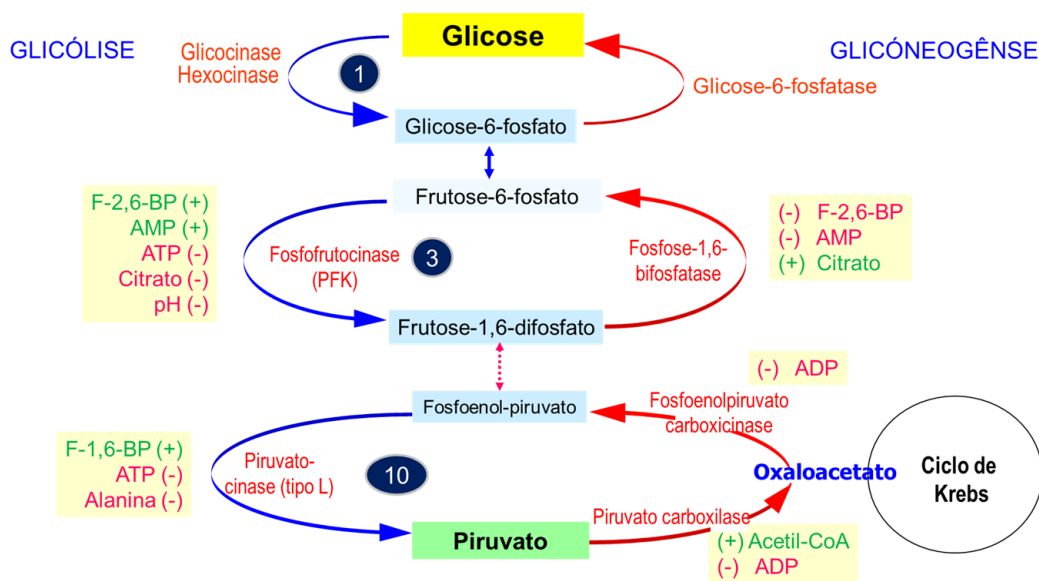 Glicose
GLICÓLISE
GLICÓNEOGÊNSE
Glicocinase
Hexocinase
1
Glicose-6-fosfatase
Glicose-6-fosfato
Frutose-6-fosfato
F-2,6-BP (+)
AMP (+)
ATP (-)
Citrato (-)
pH (-)
Fosfofrutocinase
(PFK)
3
Fosfose-1,6-
bifosfatase
(-) F-2,6-BP
(-) AMP
(+) Citrato
Frutose-1,6-difosfato
(-) ADP
Fosfoenol-piruvato
Fosfoenolpiruvato
carboxicinase
F-1,6-BP (+)
ATP (-)
Alanina (-)
Piruvato-
cinase (tipo L)
10
Oxaloacetato
Ciclo de
Krebs
Piruvato
Piruvato carboxilase
(+) Acetil-CoA
(-) ADP